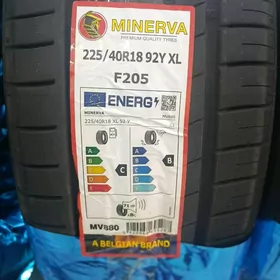 MINERVA
PREMIUM QUALITY TYRES
225/40R18 92Y XL
F205
ENERG
MINERVA
225/40R18 XL 92 Y
C
B
MV880
A BELGIAN BRAND